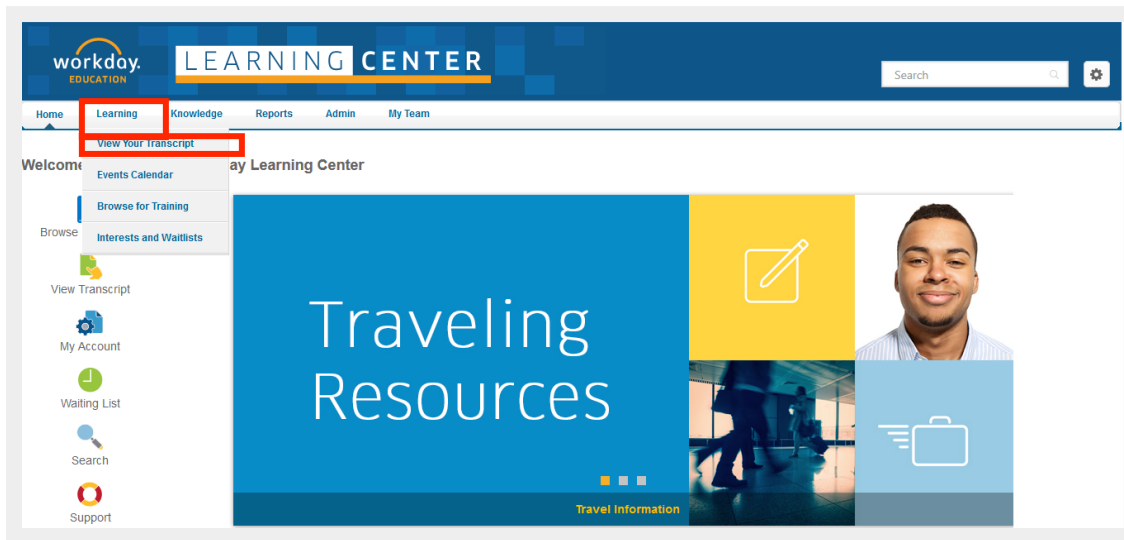 workday.
EDUCATION
LEARNING CENTER
Search
Home Learning Knowledge Reports Admin My Team
View Your Transcript
Welcome ay Learning Center
Events Calendar
Browse for Training
Browse
Interests and Waitlists
View Transcript
My Account
Waiting List
Search
Support
Traveling
Resources
Travel Information